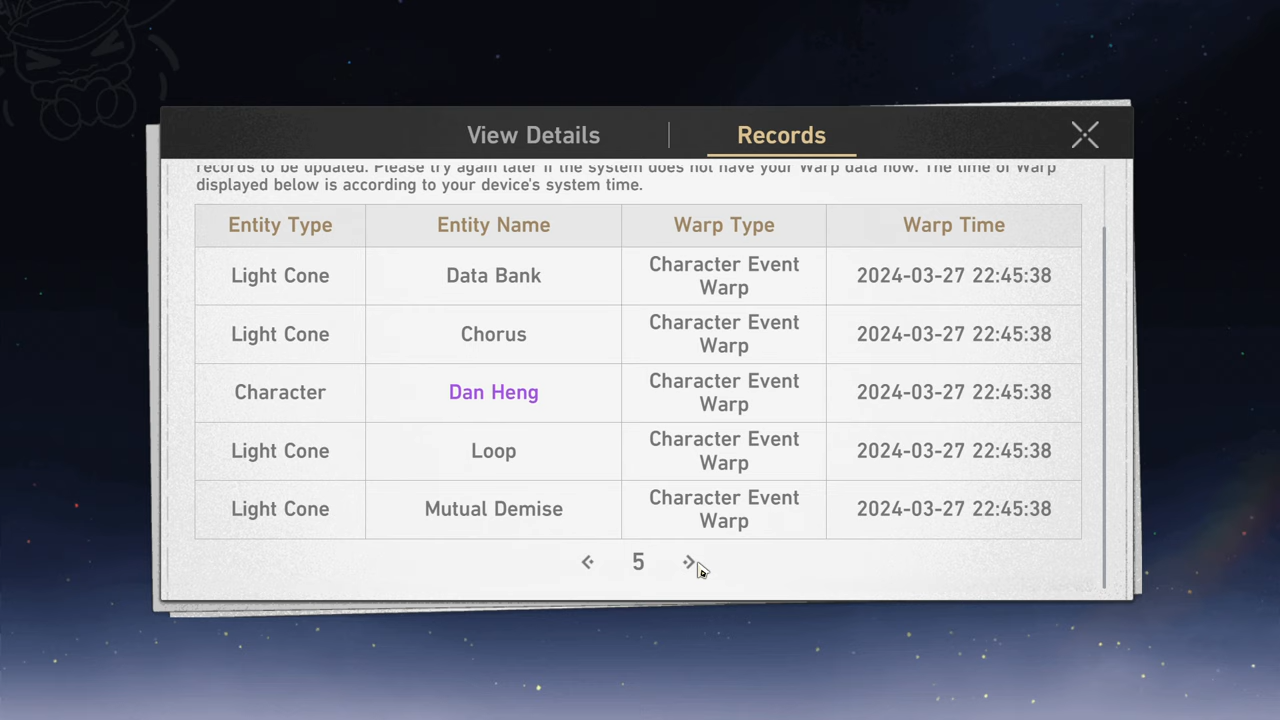 View Details
Records
records to be updated. Please try again later if the system does not have your Warp data now. The time of Warp
displayed below is according to your device's system time.
Entity Type Entity Name Warp Type Warp Time
Light Cone Data Bank Character Event Warp 2024-03-27 22:45:38
Light Cone Chorus Character Event Warp 2024-03-27 22:45:38
Character Dan Heng Character Event Warp 2024-03-27 22:45:38
Light Cone Loop Character Event Warp 2024-03-27 22:45:38
Light Cone Mutual Demise Character Event Warp 2024-03-27 22:45:38
5